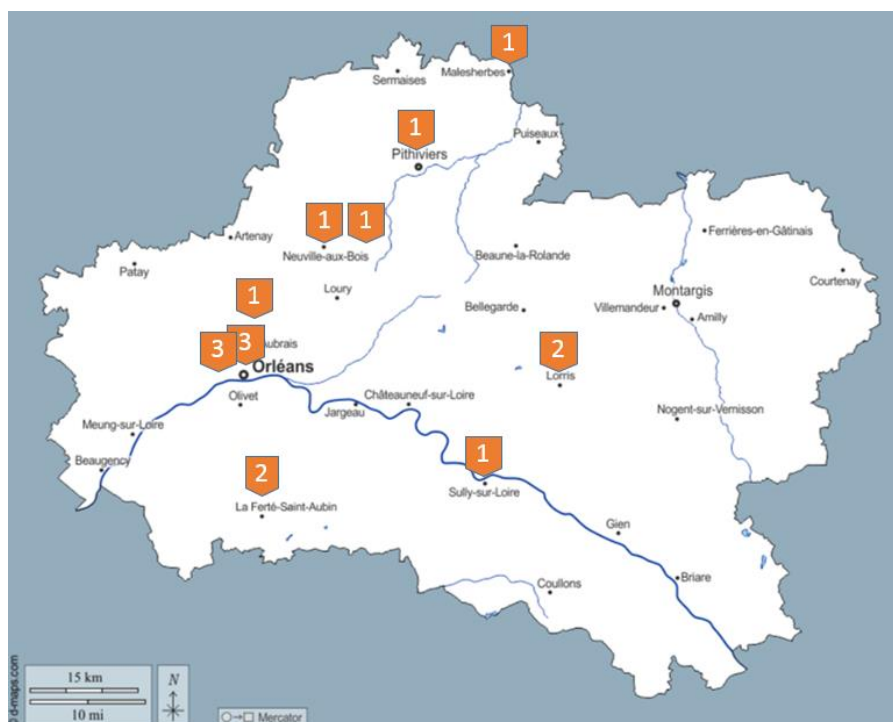 1
Malesherbes
Sermaises
1
Puiseaux
Pithiviers
1
1
Artenay
Neuville-aux-Bois
Beaune-la-Rolande
Ferrières-en-Gâtinais
Patay
Courtenay
1
Loury
Bellegarde
Montargis
Villemandeur
Amilly
3
3
Aubrais
2
Orléans
Lorris
Olivet
Châteauneuf-sur-Loire
Jargeau
Nogent-sur-Vernisson
Meung-sur-Loire
Beaugency
1
2
Sully-sur-Loire
La Ferté-Saint-Aubin
Gien
Briare
Coullons
15 km
10 mi
N
Mercator
© d-maps.com